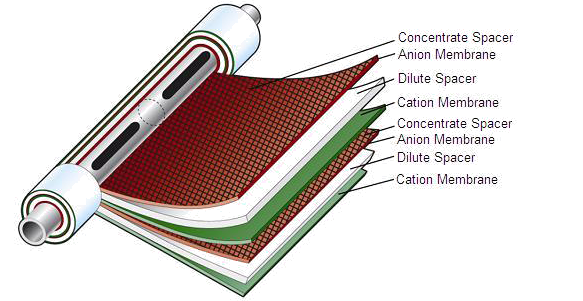 Concentrate Spacer
Anion Membrane
Dilute Spacer
Cation Membrane
Concentrate Spacer
Anion Membrane
Dilute Spacer
Cation Membrane